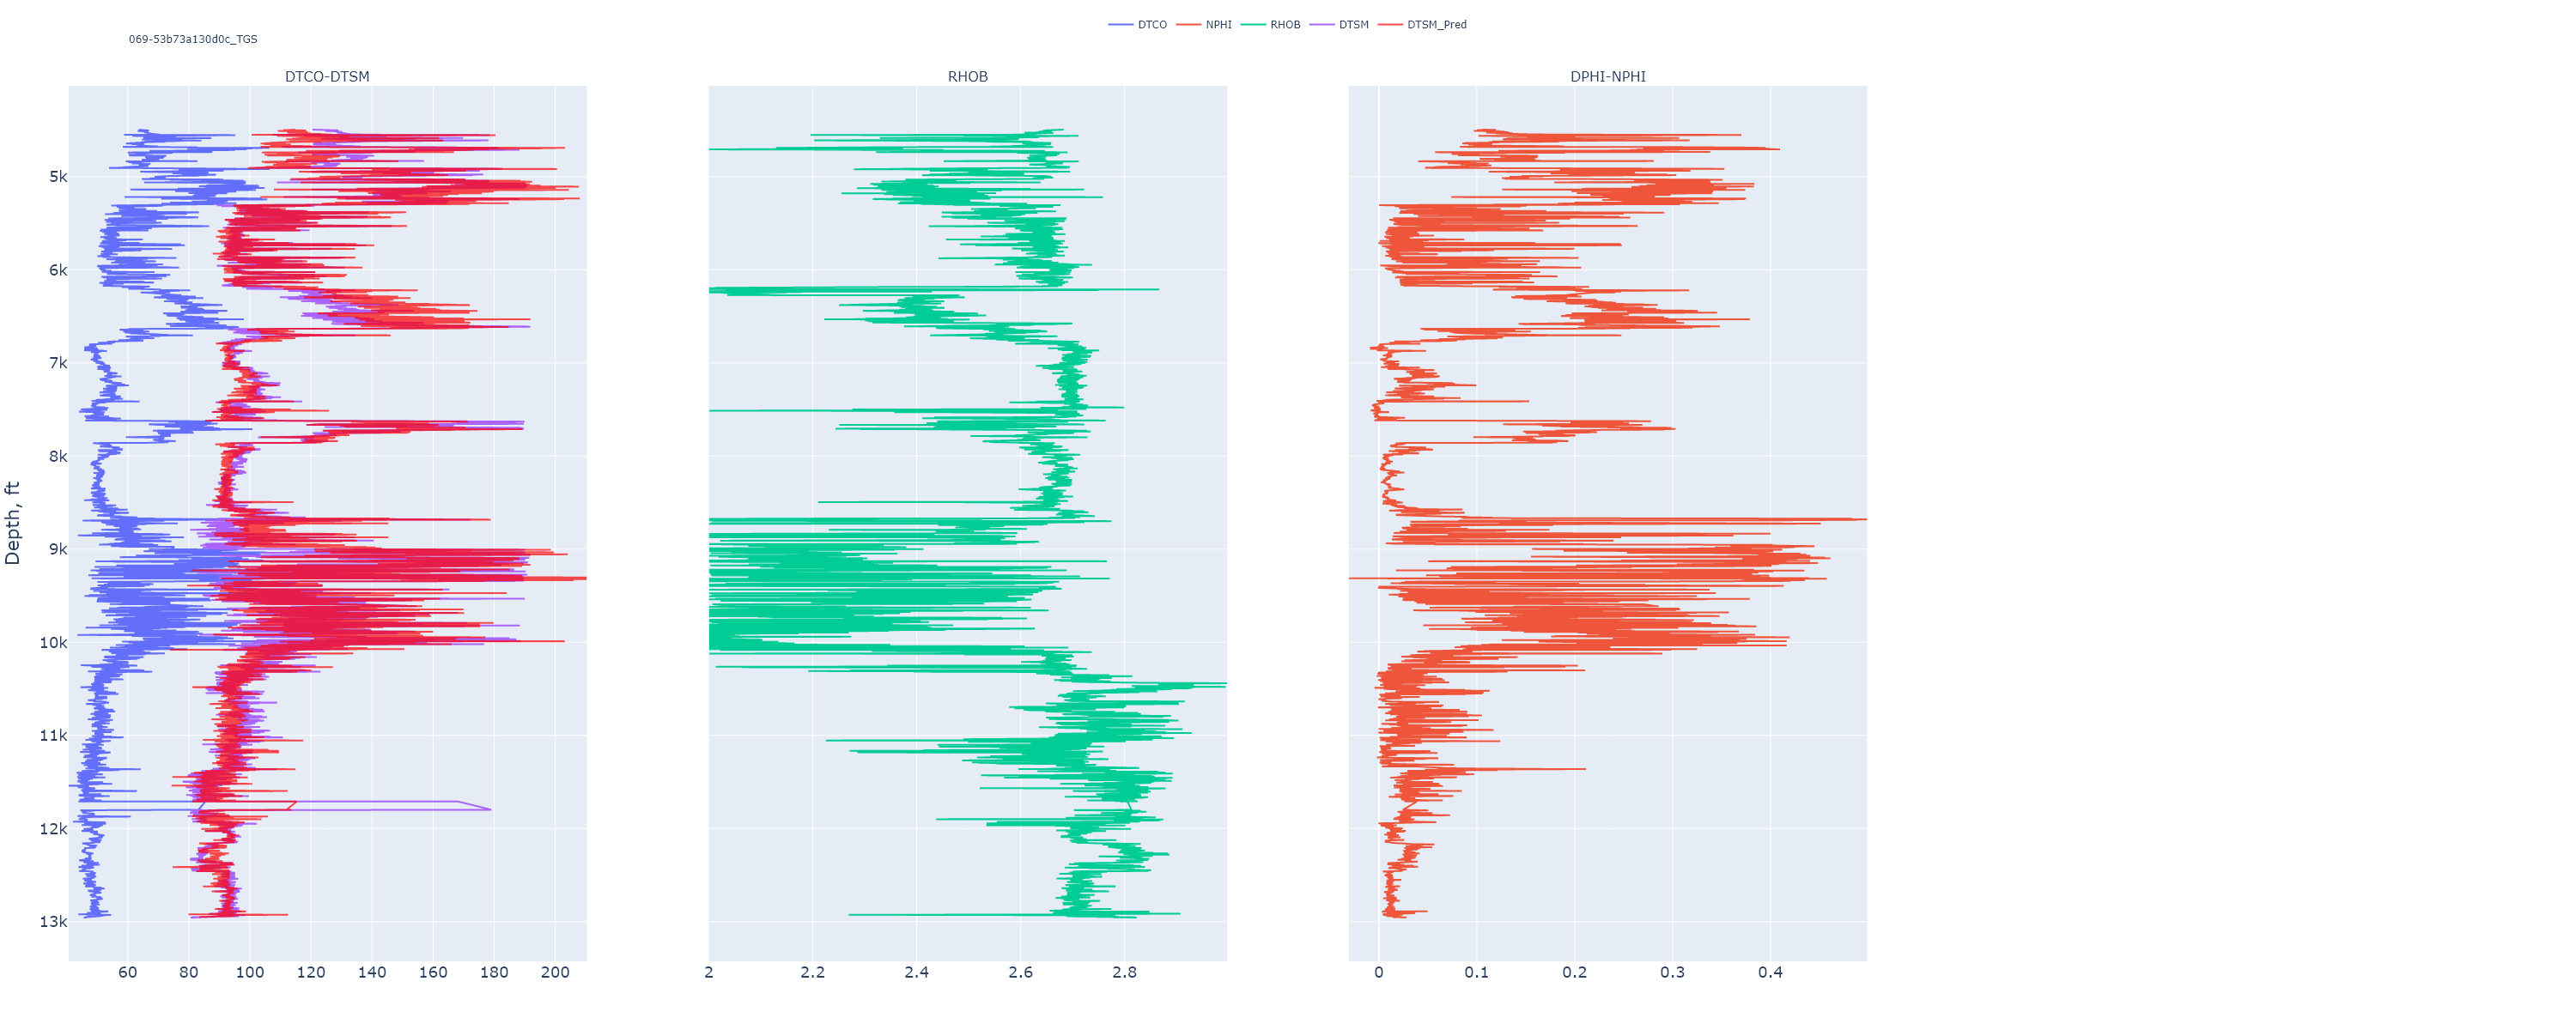 DTCO NPHI RHOB DTSM DTSM_Pred
069-53b73a130d0c_TGS
DTCO-DTSM RHOB DPHI-NPHI
Depth, ft
5k
6k
7k
8k
9k
10k
11k
12k
13k
60 80 100 120 140 160 180 200 2 2.2 2.4 2.6 2.8 0 0.1 0.2 0.3 0.4